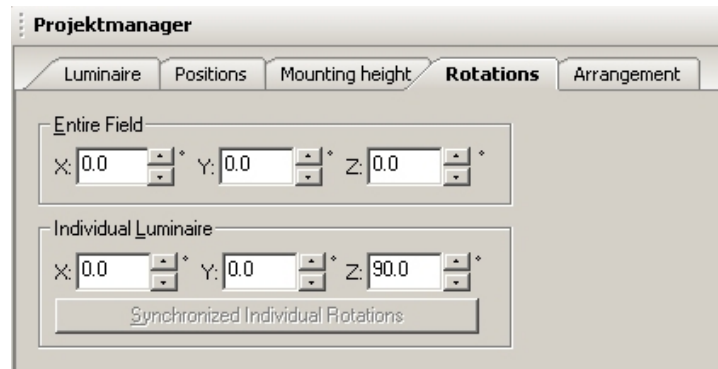 Projektmanager
Luminaire Positions Mounting height Rotations Arrangement
Entire Field
X: 0.0 ° Y: 0.0 ° Z: 0.0 °
Individual Luminaire
X: 0.0 ° Y: 0.0 ° Z: 90.0 °
Synchronized Individual Rotations